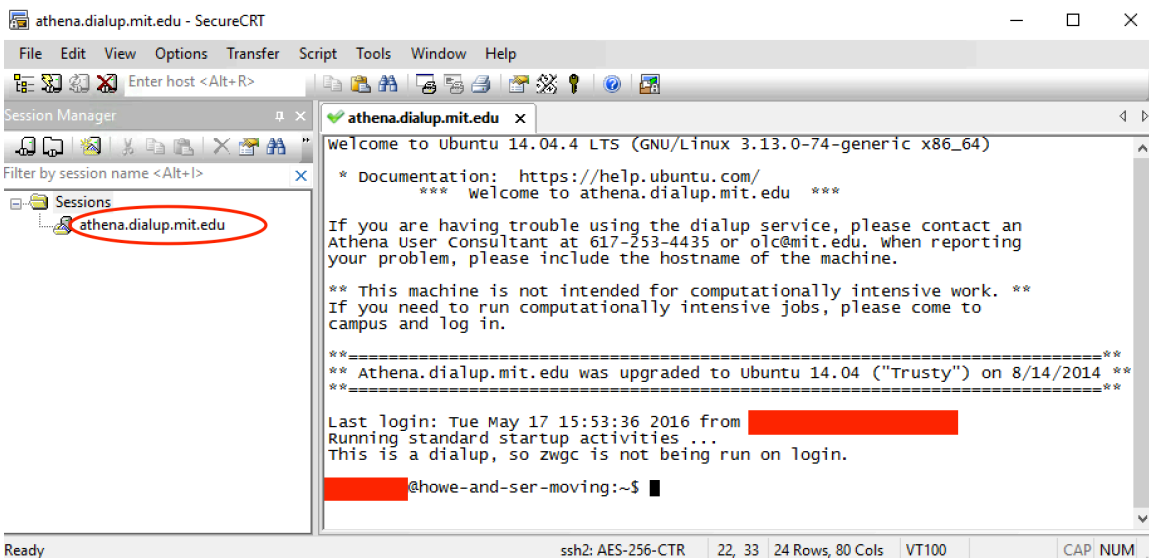 athena.dialup.mit.edu - SecureCRT
File Edit View Options Transfer Script Tools Window Help
Enter host <Alt+R>
Session Manager
athena.dialup.mit.edu
Filter by session name <Alt+I>
Sessions
athena.dialup.mit.edu
Welcome to Ubuntu 14.04.4 LTS (GNU/Linux 3.13.0-74-generic x86_64)
* Documentation: https://help.ubuntu.com/
*** Welcome to athena.dialup.mit.edu ***
If you are having trouble using the dialup service, please contact an
Athena User Consultant at 617-253-4435 or olc@mit.edu. When reporting
your problem, please include the hostname of the machine.
** This machine is not intended for computationally intensive work. **
If you need to run computationally intensive jobs, please come to
campus and log in.
**==========================================================================**
** Athena.dialup.mit.edu was upgraded to Ubuntu 14.04 ("Trusty") on 8/14/2014 **
**==========================================================================**
Last login: Tue May 17 15:53:36 2016 from
Running standard startup activities ...
This is a dialup, so zwgc is not being run on login.
@howe-and-ser-moving:~$
Ready ssh2: AES-256-CTR 22, 33 24 Rows, 80 Cols VT100 CAP NUM